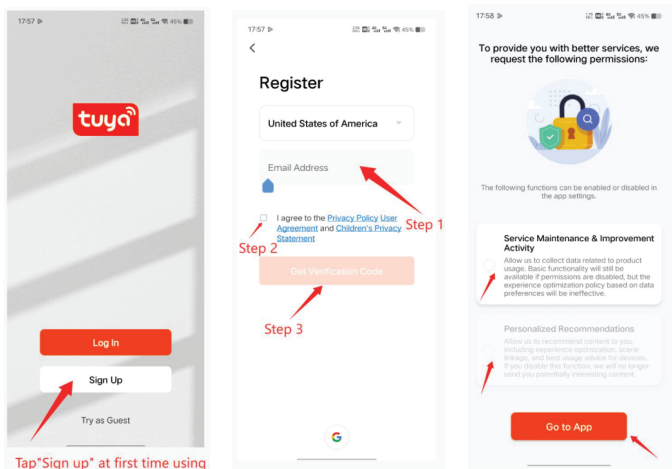 17:57
45%
tuya
Log In
Sign Up
Try as Guest
Tap"Sign up" at first time using
17:57
45%
Register
United States of America
Email Address
Step 1
I agree to the Privacy Policy User
Agreement and Children's Privacy
Statement
Step 2
Get Verification Code
Step 3
G
17:58
45%
To provide you with better services, we
request the following permissions:
The following functions can be enabled or disabled in
the app settings.
Service Maintenance & Improvement
Activity
Allow us to collect data related to product
usage. Basic functionality will still be
available if permissions are disabled, but the
experience optimization policy based on data
preferences will be ineffective.
Personalized Recommendations
Allow us to recommend content to you,
including experience optimization, scene
linkage, and best usage advice for devices.
If you disable this function, we will no longer
send you potentially interesting content.
Go to App